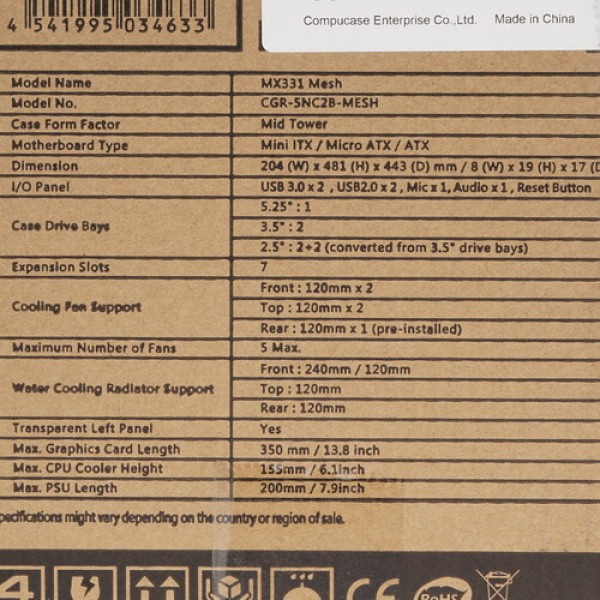 Compucase Enterprise Co.,Ltd. Made in China
4 541995 034633
Model Name MX331 Mesh
Model No. CGR-5NC2B-MESH
Case Form Factor Mid Tower
Motherboard Type Mini ITX / Micro ATX / ATX
Dimension 204 (W) x 481 (H) x 443 (D) mm / 8 (W) x 19 (H) x 17 (D
I/O Panel USB 3.0 x 2 , USB2.0 x 2 , Mic x 1, Audio x 1 , Reset Button
Case Drive Bays
5.25" : 1
3.5" : 2
2.5" : 2+2 (converted from 3.5" drive bays)
Expansion Slots 7
Cooling Fan Support
Front : 120mm x 2
Top : 120mm x 2
Rear : 120mm x 1 (pre-installed)
Maximum Number of Fans 5 Max.
Water Cooling Radiator Support
Front : 240mm / 120mm
Top : 120mm
Rear : 120mm
Transparent Left Panel Yes
Max. Graphics Card Length 350 mm / 13.8 inch
Max. CPU Cooler Height 155mm / 6.1inch
Max. PSU Length 200mm / 7.9inch
pecifications might vary depending on the country or region of sale.
4 CE RoHS